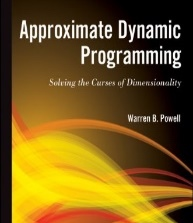 Approximate Dynamic
Programming
Solving the Curses of Dimensionality
Warren B. Powell